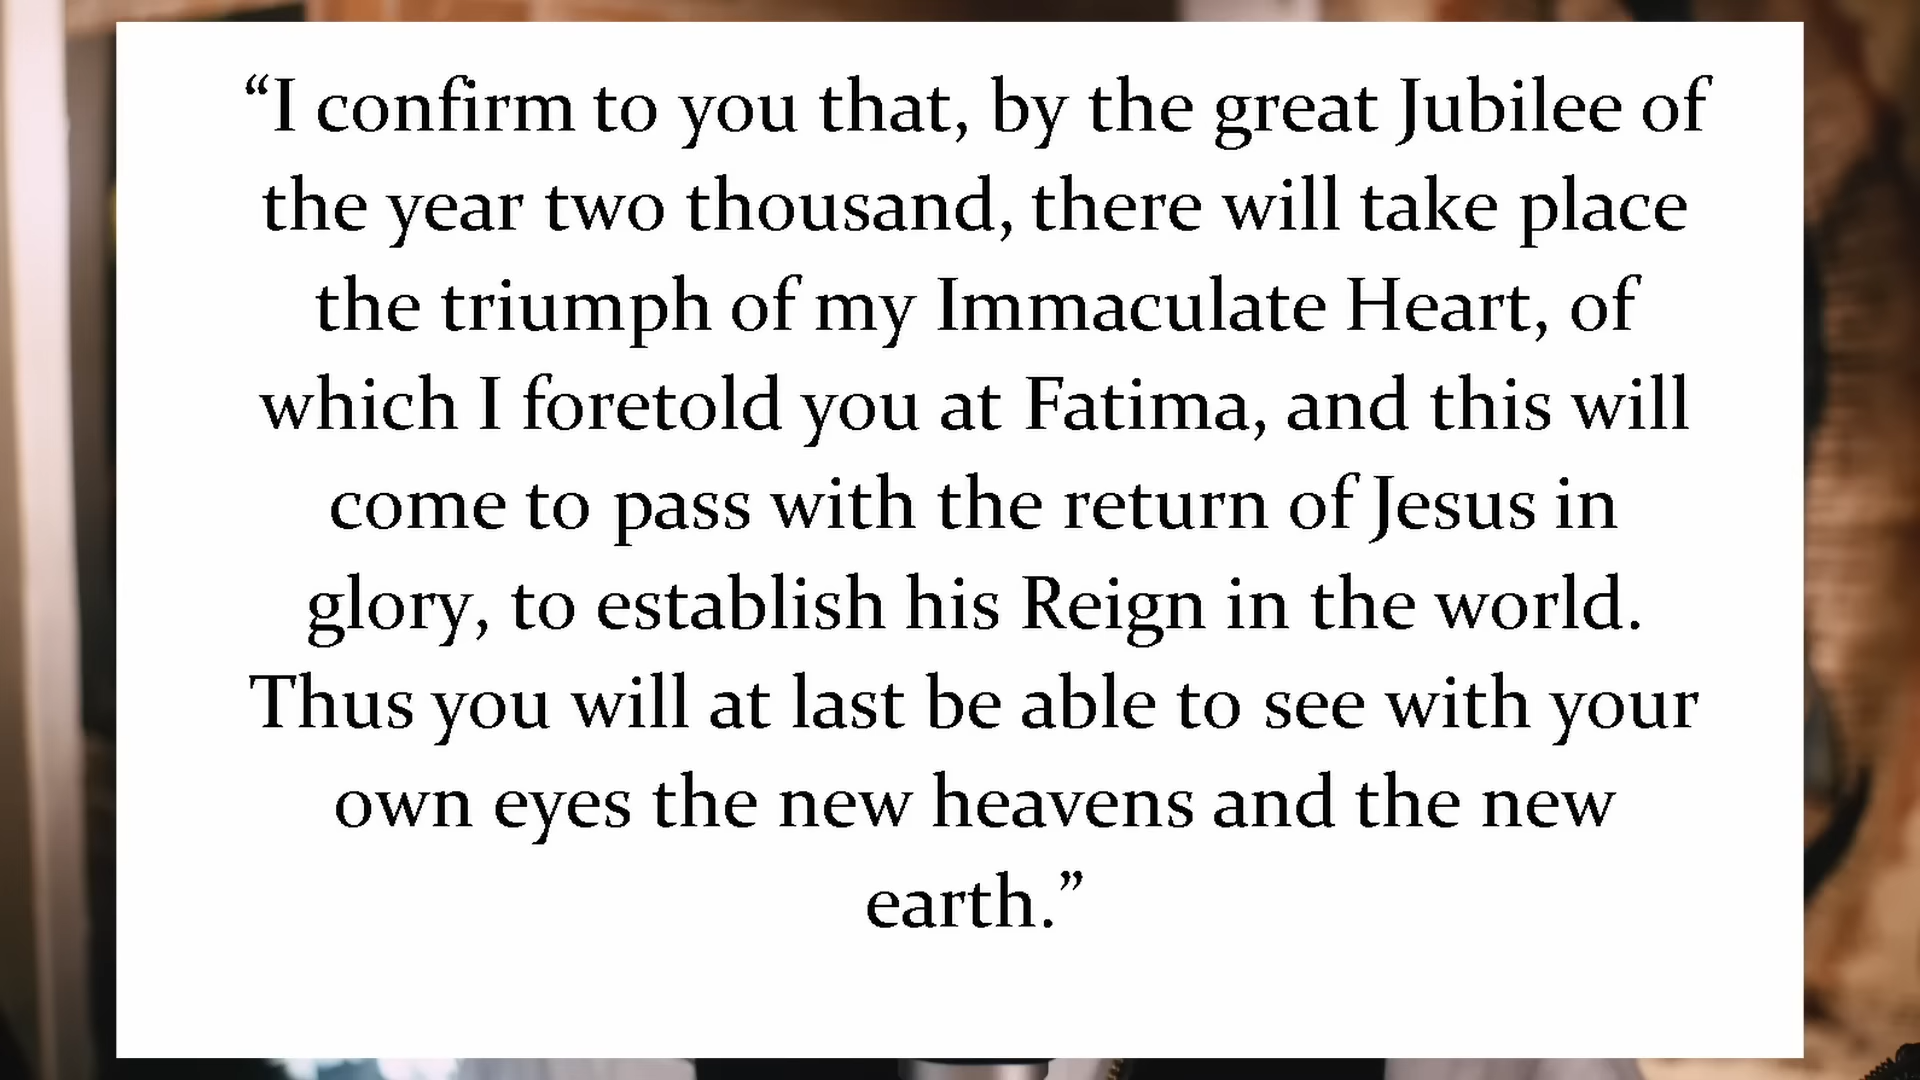 “I confirm to you that, by the great Jubilee of
the year two thousand, there will take place
the triumph of my Immaculate Heart, of
which I foretold you at Fatima, and this will
come to pass with the return of Jesus in
glory, to establish his Reign in the world.
Thus you will at last be able to see with your
own eyes the new heavens and the new
earth.”